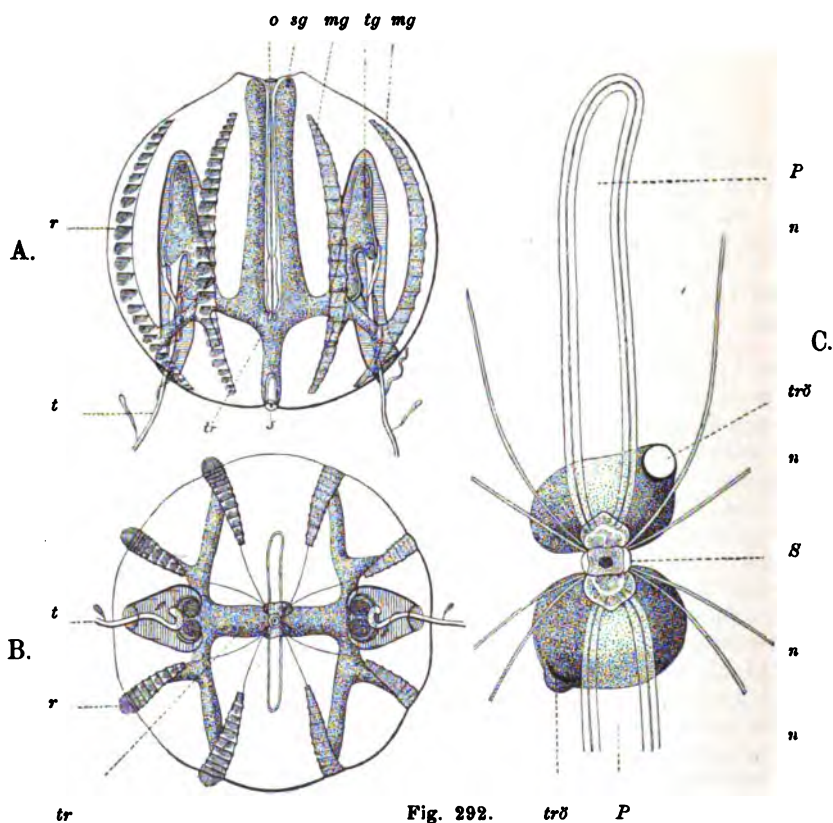 o sg mg tg mg
P
r n
A.
C.
trö
t
tr s
n
S
t
B.
n
r
n
tr Fig. 292. trö P